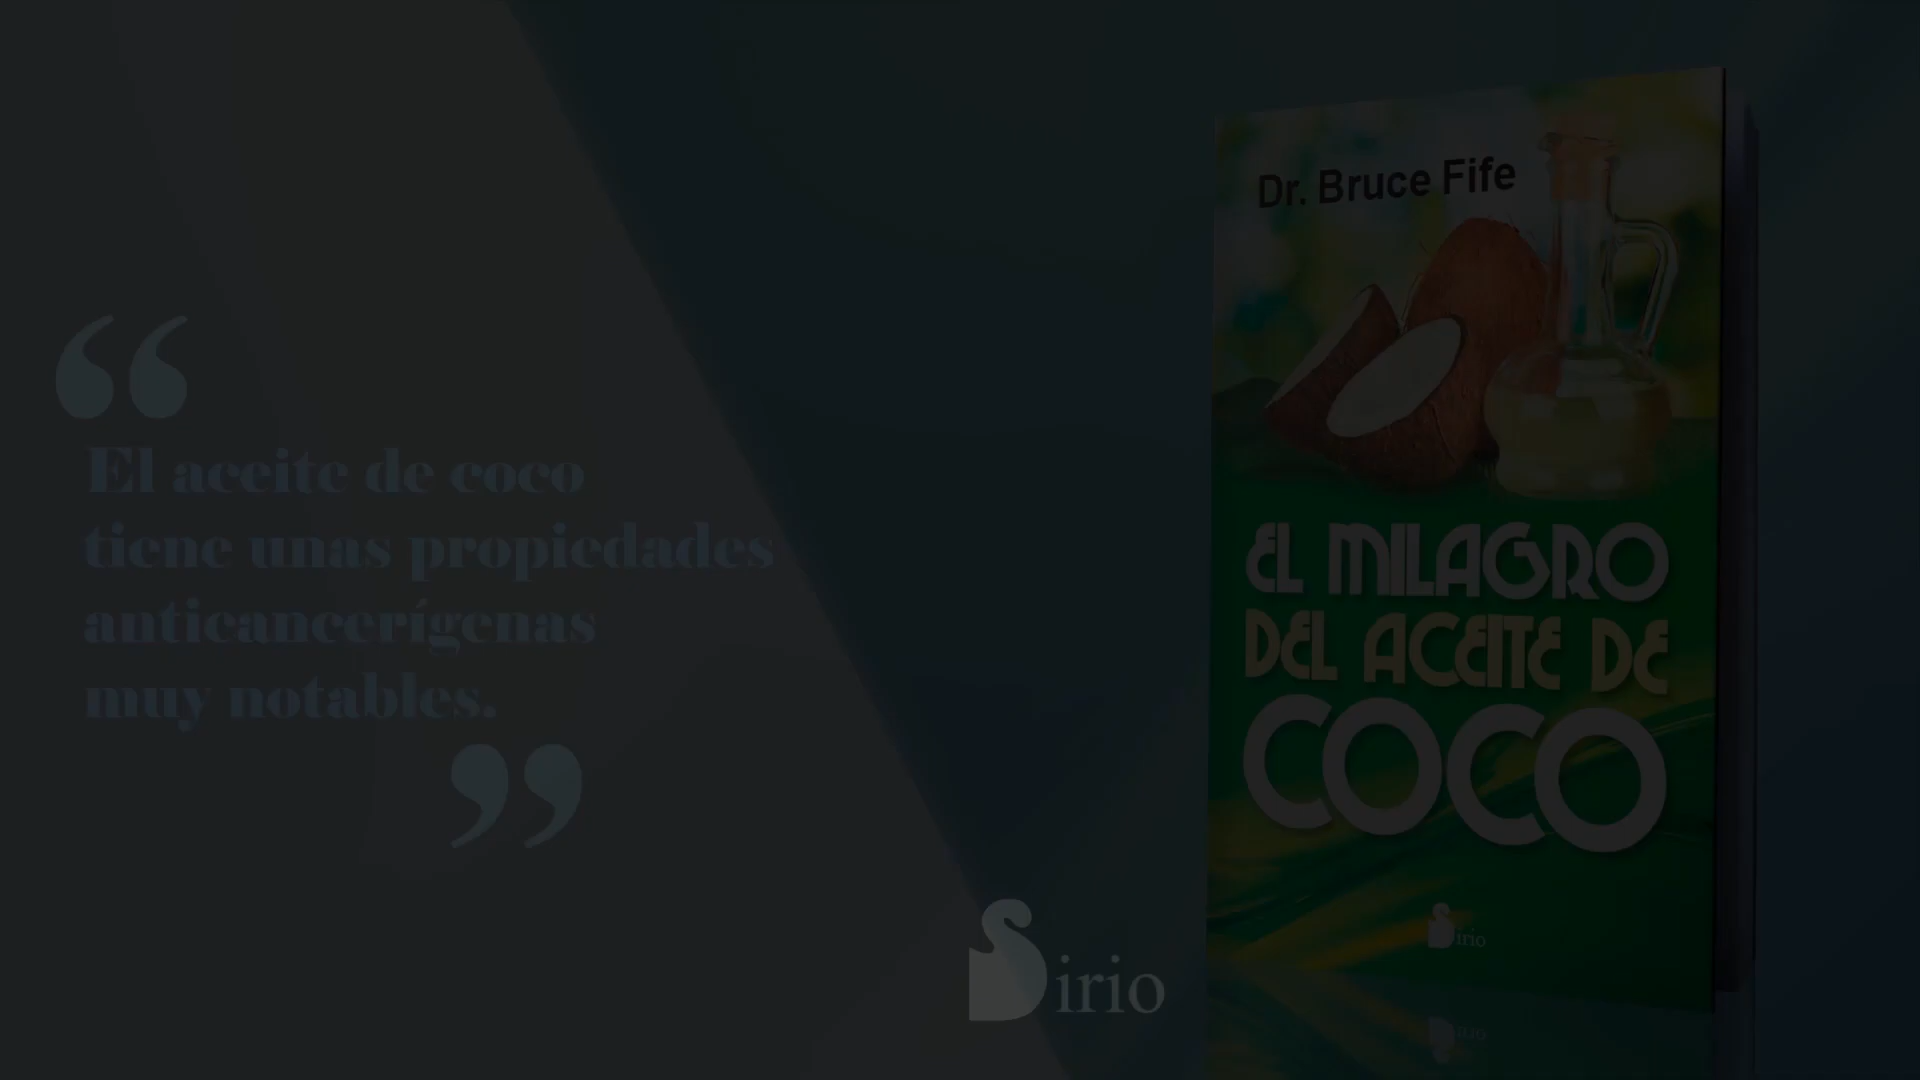 “
El aceite de coco
tiene unas propiedades
anticancerígenas
muy notables.
”
Sirio
Dr. Bruce Fife
EL MILAGRO
DEL ACEITE DE
COCO
Sirio